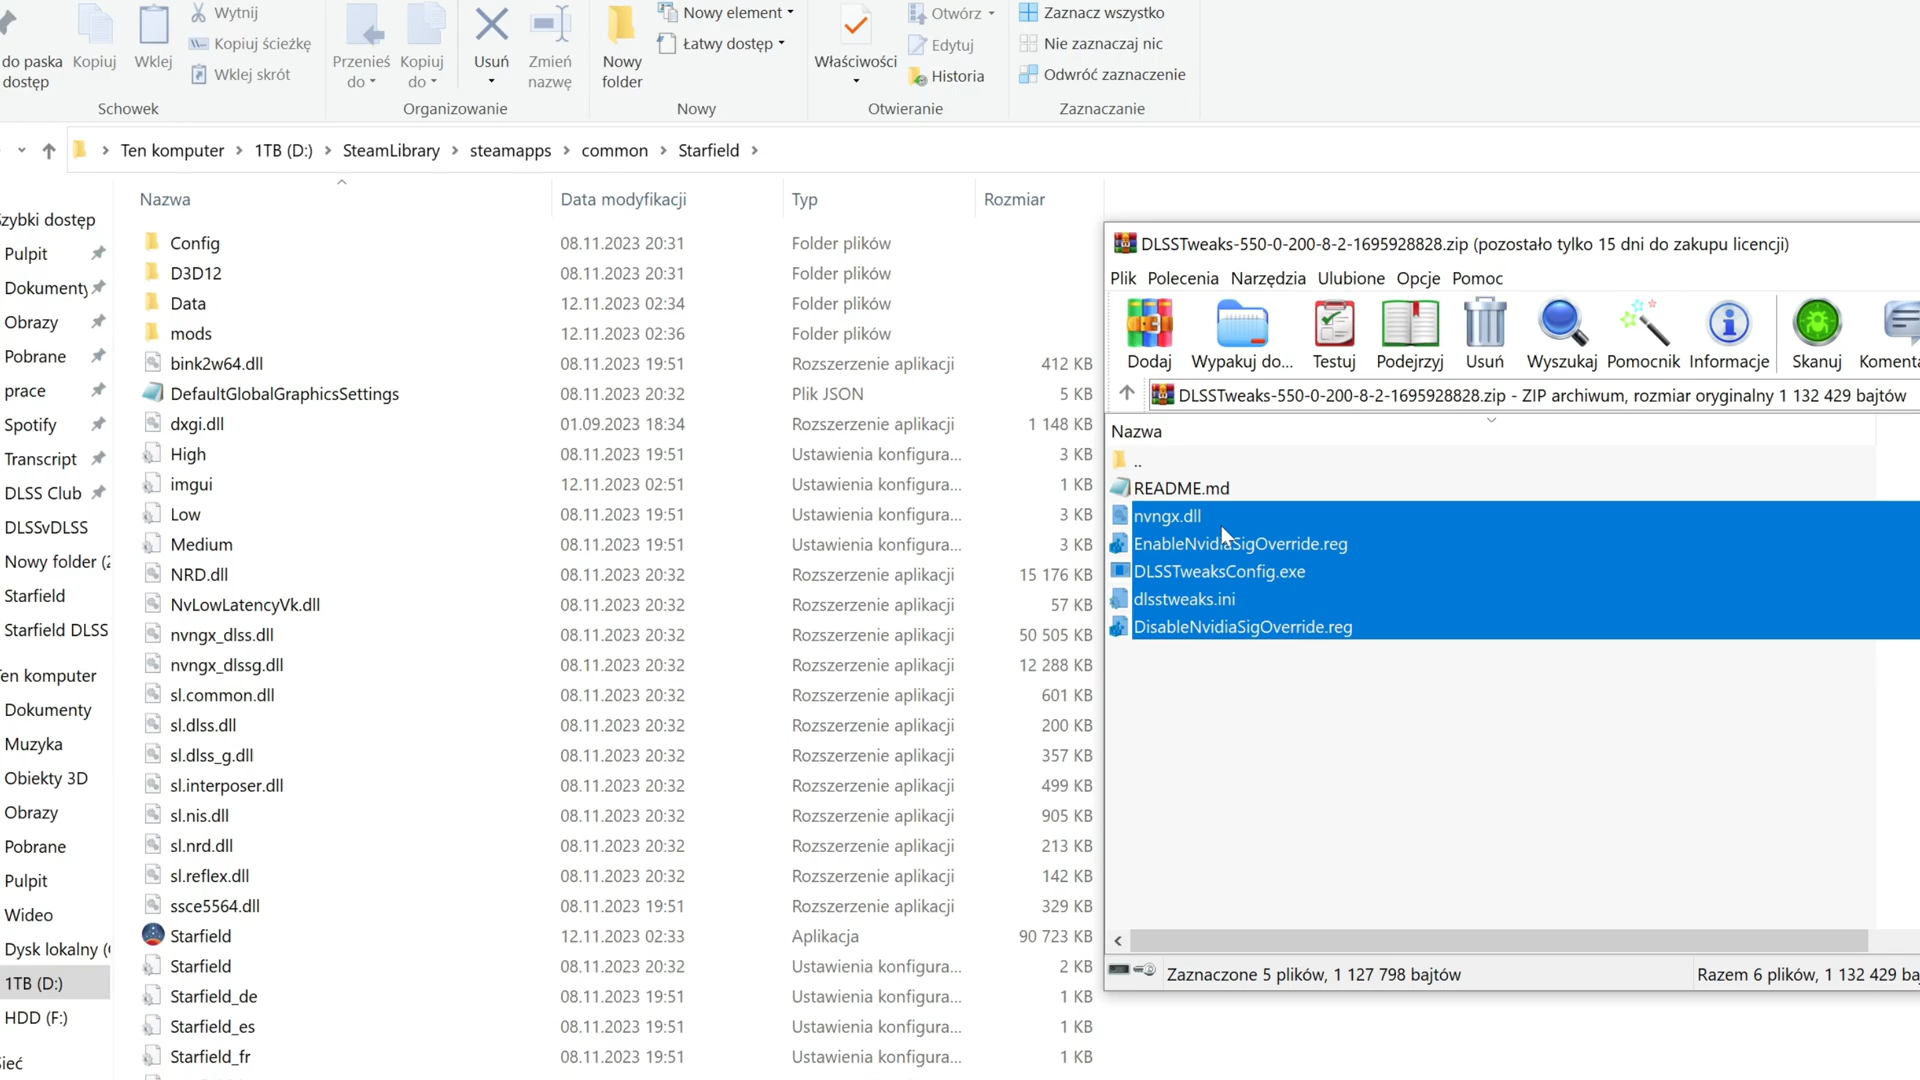 do paska
dostęp
Kopiuj
Wklej
Wytnij
Kopiuj ścieżkę
Wklej skrót
Schowek
Przenieś
do
Kopiuj
do
Usuń
Zmień
nazwę
Organizowanie
Nowy
folder
Nowy element
Łatwy dostęp
Nowy
Właściwości
Otwórz
Edytuj
Historia
Otwieranie
Zaznacz wszystko
Nie zaznaczaj nic
Odwróć zaznaczenie
Zaznaczanie
Ten komputer > 1TB (D:) > SteamLibrary > steamapps > common > Starfield >
Nazwa Data modyfikacji Typ Rozmiar
zybki dostęp
Pulpit
Dokumenty
Obrazy
Pobrane
prace
Spotify
Transcript
DLSS Club
DLSSvDLSS
Nowy folder (2
Starfield
Starfield DLSS
en komputer
Dokumenty
Muzyka
Obiekty 3D
Obrazy
Pobrane
Pulpit
Wideo
Dysk lokalny (
1TB (D:)
HDD (F:)
ieć
Config 08.11.2023 20:31 Folder plików
D3D12 08.11.2023 20:31 Folder plików
Data 12.11.2023 02:34 Folder plików
mods 12.11.2023 02:36 Folder plików
bink2w64.dll 08.11.2023 19:51 Rozszerzenie aplikacji 412 KB
DefaultGlobalGraphicsSettings 08.11.2023 20:32 Plik JSON 5 KB
dxgi.dll 01.09.2023 18:34 Rozszerzenie aplikacji 1 148 KB
High 08.11.2023 19:51 Ustawienia konfigura... 3 KB
imgui 12.11.2023 02:51 Ustawienia konfigura... 1 KB
Low 08.11.2023 19:51 Ustawienia konfigura... 3 KB
Medium 08.11.2023 19:51 Ustawienia konfigura... 3 KB
NRD.dll 08.11.2023 20:32 Rozszerzenie aplikacji 15 176 KB
NvLowLatencyVk.dll 08.11.2023 20:32 Rozszerzenie aplikacji 57 KB
nvngx_dlss.dll 08.11.2023 20:32 Rozszerzenie aplikacji 50 505 KB
nvngx_dlssg.dll 08.11.2023 20:32 Rozszerzenie aplikacji 12 288 KB
sl.common.dll 08.11.2023 20:32 Rozszerzenie aplikacji 601 KB
sl.dlss.dll 08.11.2023 20:32 Rozszerzenie aplikacji 200 KB
sl.dlss_g.dll 08.11.2023 20:32 Rozszerzenie aplikacji 357 KB
sl.interposer.dll 08.11.2023 20:32 Rozszerzenie aplikacji 499 KB
sl.nis.dll 08.11.2023 20:32 Rozszerzenie aplikacji 905 KB
sl.nrd.dll 08.11.2023 20:32 Rozszerzenie aplikacji 213 KB
sl.reflex.dll 08.11.2023 20:32 Rozszerzenie aplikacji 142 KB
ssce5564.dll 08.11.2023 19:51 Rozszerzenie aplikacji 329 KB
Starfield 12.11.2023 02:33 Aplikacja 90 723 KB
Starfield 08.11.2023 20:32 Ustawienia konfigura... 2 KB
Starfield_de 08.11.2023 19:51 Ustawienia konfigura... 1 KB
Starfield_es 08.11.2023 19:51 Ustawienia konfigura... 1 KB
Starfield_fr 08.11.2023 19:51 Ustawienia konfigura... 1 KB
DLSSTweaks-550-0-200-8-2-1695928828.zip (pozostało tylko 15 dni do zakupu licencji)
Plik Polecenia Narzędzia Ulubione Opcje Pomoc
Dodaj Wypakuj do... Testuj Podejrzyj Usuń Wyszukaj Pomocnik Informacje Skanuj Komenta
DLSSTweaks-550-0-200-8-2-1695928828.zip - ZIP archiwum, rozmiar oryginalny 1 132 429 bajtów
Nazwa
..
README.md
nvngx.dll
EnableNvidiaSigOverride.reg
DLSSTweaksConfig.exe
dlsstweaks.ini
DisableNvidiaSigOverride.reg
Zaznaczone 5 plików, 1 127 798 bajtów
Razem 6 plików, 1 132 429 ba